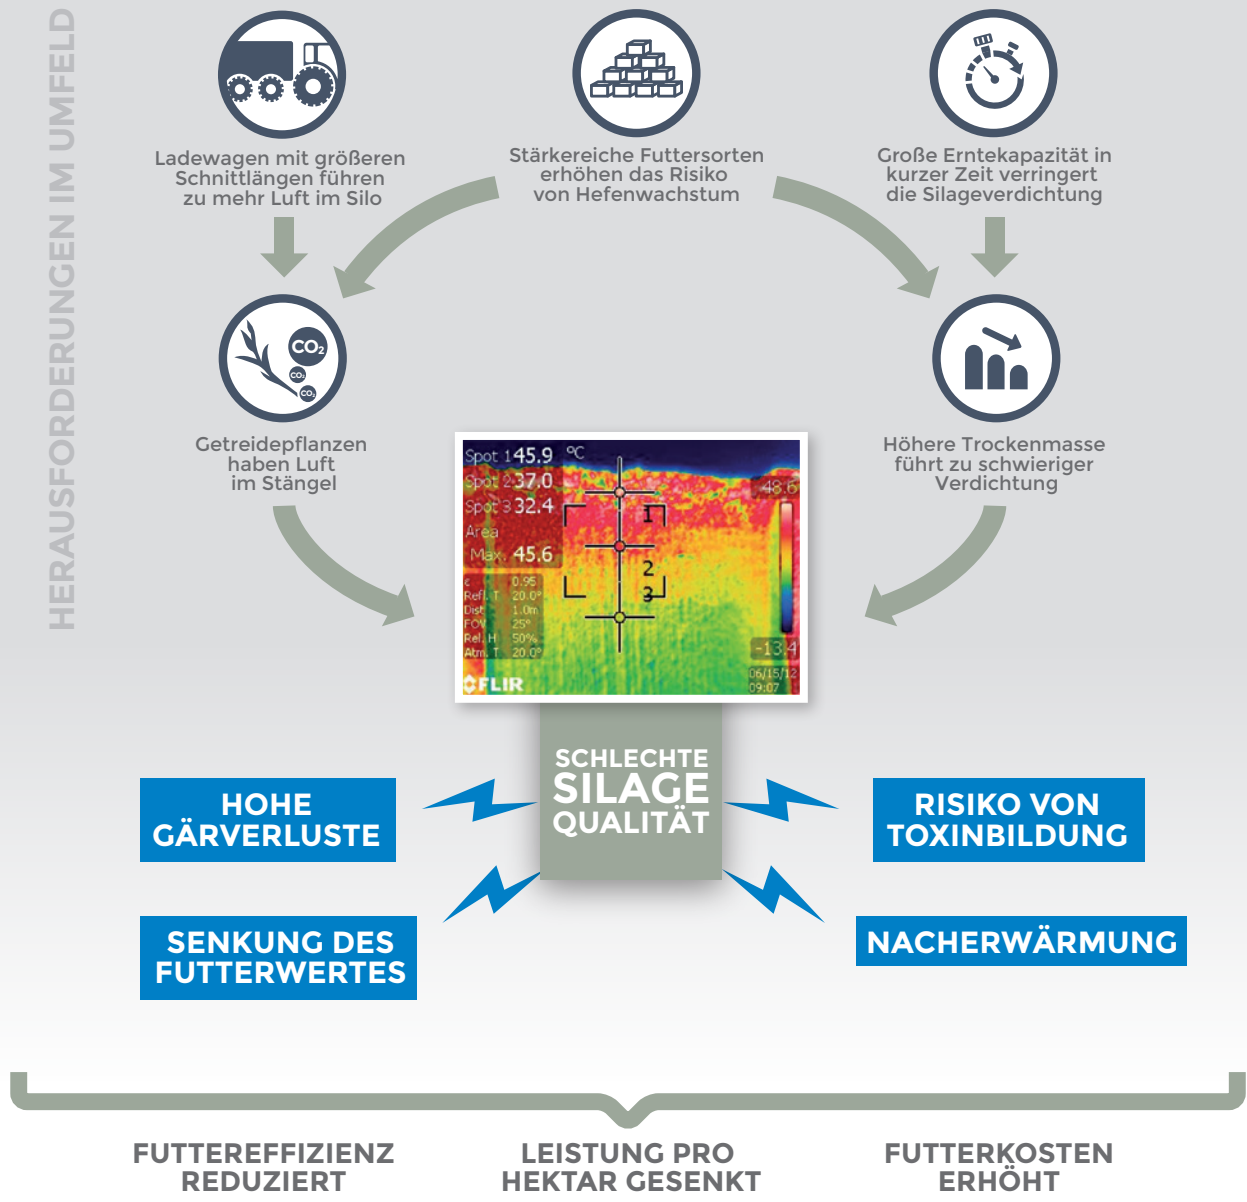 HERAUSFORDERUNGEN IM UMFELD
Ladewagen mit größeren
Schnittlängen führen
zu mehr Luft im Silo
Stärkereiche Futtersorten
erhöhen das Risiko
von Hefenwachstum
Große Erntekapazität in
kurzer Zeit verringert
die Silageverdichtung
CO₂
CO₂
CO₂
Getreidepflanzen
haben Luft
im Stängel
Höhere Trockenmasse
führt zu schwieriger
Verdichtung
Spot 1 45.9 °C
Spot 2 37.0
Spot 3 32.4
Area
Max. 45.6
ε 0.95
Refl. T 20.0°
Dist 1.0m
FOV 25°
Rel. H 50%
Atm. T 20.0°
1
2
3
48.6
-13.4
06/15/12
09:07
FLIR
SCHLECHTE
SILAGE
QUALITÄT
HOHE
GÄRVERLUSTE
RISIKO VON
TOXINBILDUNG
SENKUNG DES
FUTTERWERTES
NACHERWÄRMUNG
FUTTEREFFIZIENZ
REDUZIERT
LEISTUNG PRO
HEKTAR GESENKT
FUTTERKOSTEN
ERHÖHT